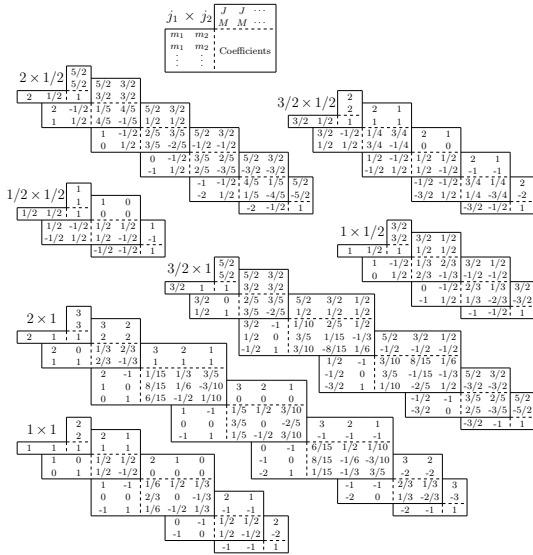 j₁ × j₂ J J ⋯
M M ⋯
m₁ m₂
m₁ m₂ Coefficients
⋮ ⋮
2 × 1/2 5/2
5/2 5/2 3/2
2 1/2 1 3/2 3/2
2 -1/2 1/5 4/5 5/2 3/2
1 1/2 4/5 -1/5 1/2 1/2
1 -1/2 2/5 3/5 5/2 3/2
0 1/2 3/5 -2/5 -1/2 -1/2
0 -1/2 3/5 2/5 5/2 3/2
-1 1/2 2/5 -3/5 -3/2 -3/2
-1 -1/2 4/5 1/5 5/2
-2 1/2 1/5 -4/5 -5/2
-2 -1/2 1
3/2 × 1/2 2
2 2 1
3/2 1/2 1 1 1
3/2 -1/2 1/4 3/4 2 1
1/2 1/2 3/4 -1/4 0 0
1/2 -1/2 1/2 1/2 2 1
-1/2 1/2 1/2 -1/2 -1 -1
-1/2 -1/2 3/4 1/4 2
-3/2 1/2 1/4 -3/4 -2
-3/2 -1/2 1
1/2 × 1/2 1
1 1 0
1/2 1/2 1 0 0
1/2 -1/2 1/2 1/2 1
-1/2 1/2 1/2 -1/2 -1
-1/2 -1/2 1
1 × 1/2 3/2
3/2 3/2 1/2
1 1/2 1 1/2 1/2
1 -1/2 1/3 2/3 3/2 1/2
0 1/2 2/3 -1/3 -1/2 -1/2
0 -1/2 2/3 1/3 3/2
-1 1/2 1/3 -2/3 -3/2
-1 -1/2 1
3/2 × 1 5/2
5/2 5/2 3/2
3/2 1 1 3/2 3/2
3/2 0 2/5 3/5 5/2 3/2 1/2
1/2 1 3/5 -2/5 1/2 1/2 1/2
3/2 -1 1/10 2/5 1/2 5/2 3/2 1/2
1/2 0 3/5 1/15 -1/3 -1/2 -1/2 -1/2
-1/2 1 3/10 -8/15 1/6 1/2 -1 3/10 8/15 1/6
-1/2 0 3/5 -1/15 -1/3 5/2 3/2
-3/2 1 1/10 -2/5 1/2 -3/2 -3/2
-1/2 -1 3/5 2/5 5/2
-3/2 0 2/5 -3/5 -5/2
-3/2 -1 1
2 × 1 3
3 3 2
2 1 1 2 2
2 0 1/3 2/3 3 2 1
1 1 2/3 -1/3 1 1 1
2 -1 1/15 1/3 3/5
1 0 8/15 1/6 -3/10 3 2 1
0 1 6/15 -1/2 1/10 0 0 0
1 -1 1/5 1/2 3/10
0 0 3/5 0 -2/5 3 2 1
-1 1 1/5 -1/2 3/10 -1 -1 -1
0 -1 6/15 1/2 1/10
-1 0 8/15 -1/6 -3/10 3 2
-2 1 1/15 -1/3 3/5 -2 -2
-1 -1 2/3 1/3 3
-2 0 1/3 -2/3 -3
-2 -1 1
1 × 1 2
2 2 1
1 1 1 1 1
1 0 1/2 1/2 2 1 0
0 1 1/2 -1/2 0 0 0
1 -1 1/6 1/2 1/3
0 0 2/3 0 -1/3 2 1
-1 1 1/6 -1/2 1/3 -1 -1
0 -1 1/2 1/2 2
-1 0 1/2 -1/2 -2
-1 -1 1